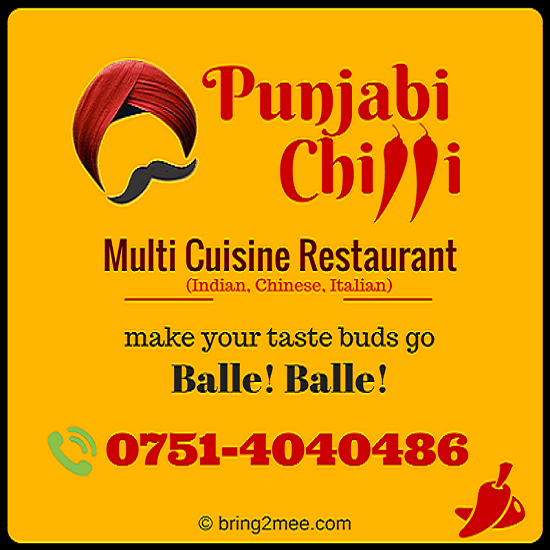 Punjabi
Chilli
Multi Cuisine Restaurant
(Indian, Chinese, Italian)
make your taste buds go
Balle! Balle!
0751-4040486
© bring2mee.com